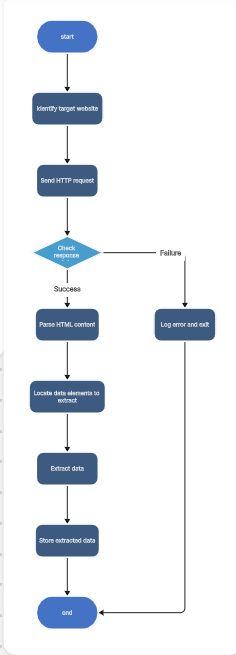 start
Identify target website
Send HTTP request
Check
response
Failure
Success
Parse HTML content
Log error and exit
Locate data elements to
extract
Extract data
Store extracted data
end